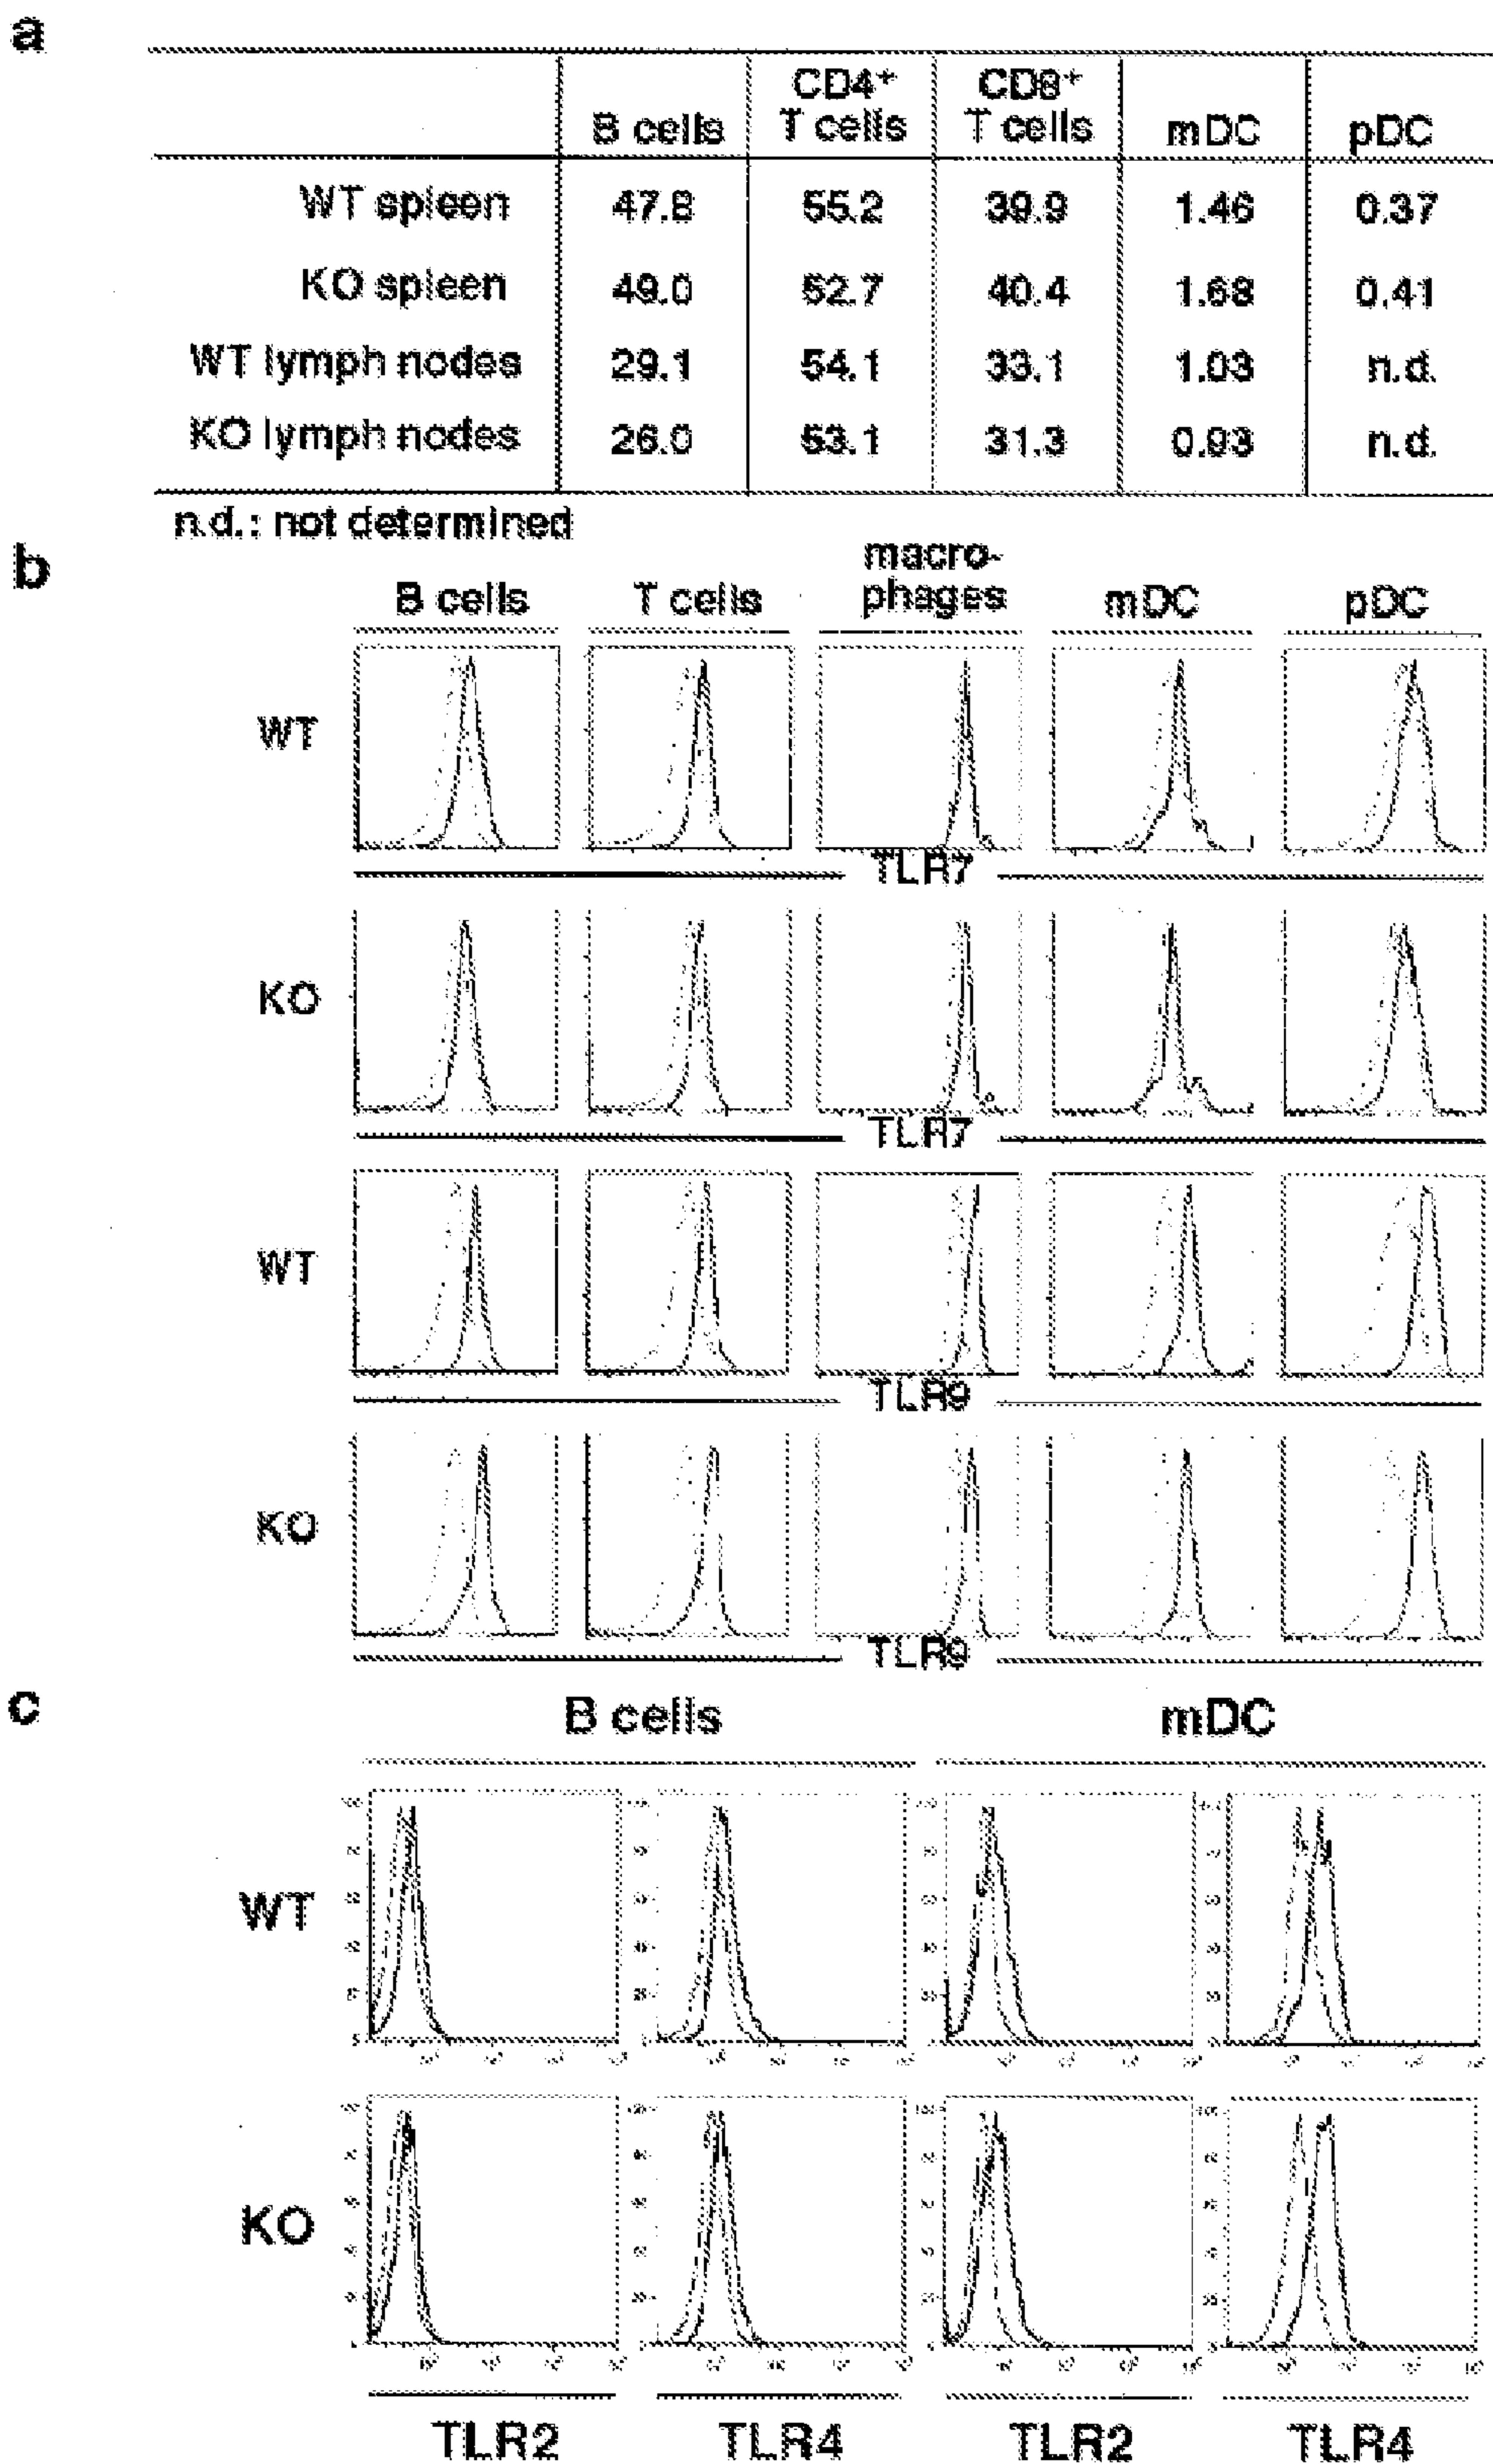 a
B cells CD4+ T cells CD8+ T cells mDC pDC
WT spleen 47.8 55.2 39.9 1.46 0.37
KO spleen 49.0 52.7 40.4 1.68 0.41
WT lymph nodes 29.1 54.1 33.1 1.03 n.d.
KO lymph nodes 26.0 53.1 31.3 0.93 n.d.
n.d.: not determined
b
B cells T cells macro-phages mDC pDC
WT
TLR7
KO
TLR7
WT
TLR9
KO
TLR9
c
B cells mDC
WT
KO
TLR2 TLR4 TLR2 TLR4